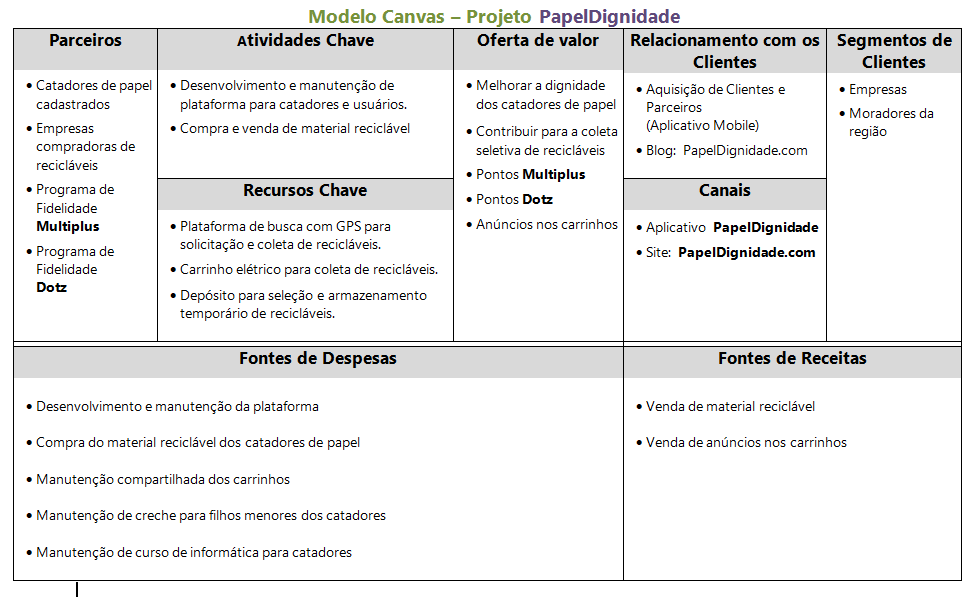 Modelo Canvas – Projeto PapelDignidade
Parceiros
• Catadores de papel
cadastrados
• Empresas
compradoras de
recicláveis
• Programa de
Fidelidade
Multiplus
• Programa de
Fidelidade
Dotz
Atividades Chave
• Desenvolvimento e manutenção de
plataforma para catadores e usuários.
• Compra e venda de material reciclável
Recursos Chave
• Plataforma de busca com GPS para
solicitação e coleta de recicláveis.
• Carrinho elétrico para coleta de recicláveis.
• Depósito para seleção e armazenamento
temporário de recicláveis.
Oferta de valor
• Melhorar a dignidade
dos catadores de papel
• Contribuir para a coleta
seletiva de recicláveis
• Pontos Multiplus
• Pontos Dotz
• Anúncios nos carrinhos
Relacionamento com os
Clientes
• Aquisição de Clientes e
Parceiros
(Aplicativo Mobile)
• Blog: PapelDignidade.com
Canais
• Aplicativo PapelDignidade
• Site: PapelDignidade.com
Segmentos de
Clientes
• Empresas
• Moradores da
região
Fontes de Despesas
• Desenvolvimento e manutenção da plataforma
• Compra do material reciclável dos catadores de papel
• Manutenção compartilhada dos carrinhos
• Manutenção de creche para filhos menores dos catadores
• Manutenção de curso de informática para catadores
Fontes de Receitas
• Venda de material reciclável
• Venda de anúncios nos carrinhos